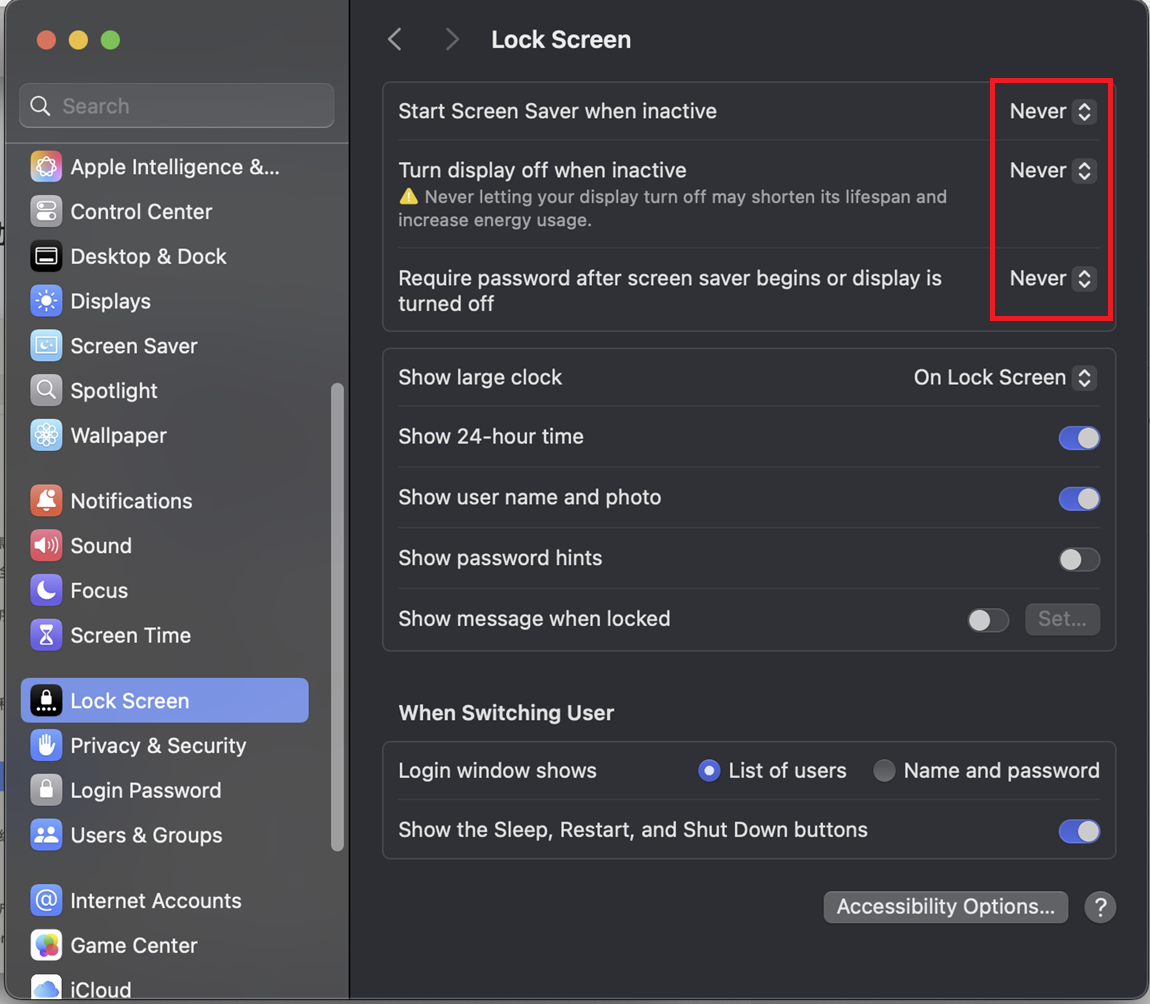 Lock Screen
Search
Apple Intelligence &...
Control Center
Desktop & Dock
Displays
Screen Saver
Spotlight
Wallpaper
Notifications
Sound
Focus
Screen Time
Lock Screen
Privacy & Security
Login Password
Users & Groups
Internet Accounts
Game Center
iCloud
Start Screen Saver when inactive Never
Turn display off when inactive Never
Never letting your display turn off may shorten its lifespan and
increase energy usage.
Require password after screen saver begins or display is Never
turned off
Show large clock On Lock Screen
Show 24-hour time
Show user name and photo
Show password hints
Show message when locked Set...
When Switching User
Login window shows List of users Name and password
Show the Sleep, Restart, and Shut Down buttons
Accessibility Options... ?